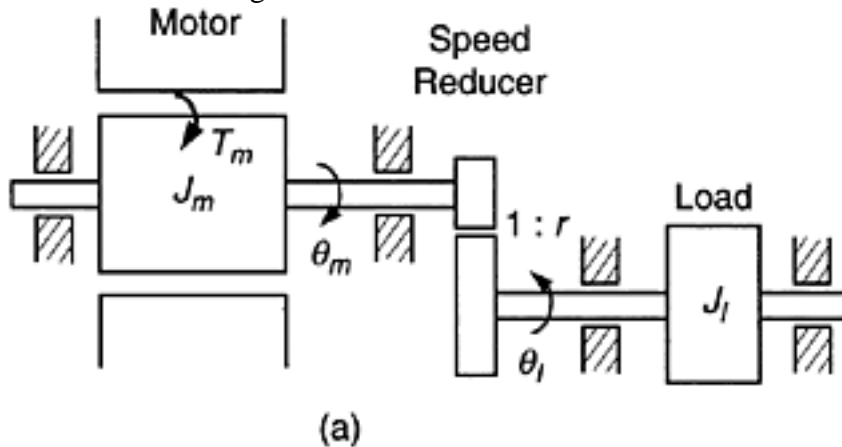 Motor
Speed
Reducer
T_m
J_m
θ_m
1 : r
Load
J_l
θ_l
(a)